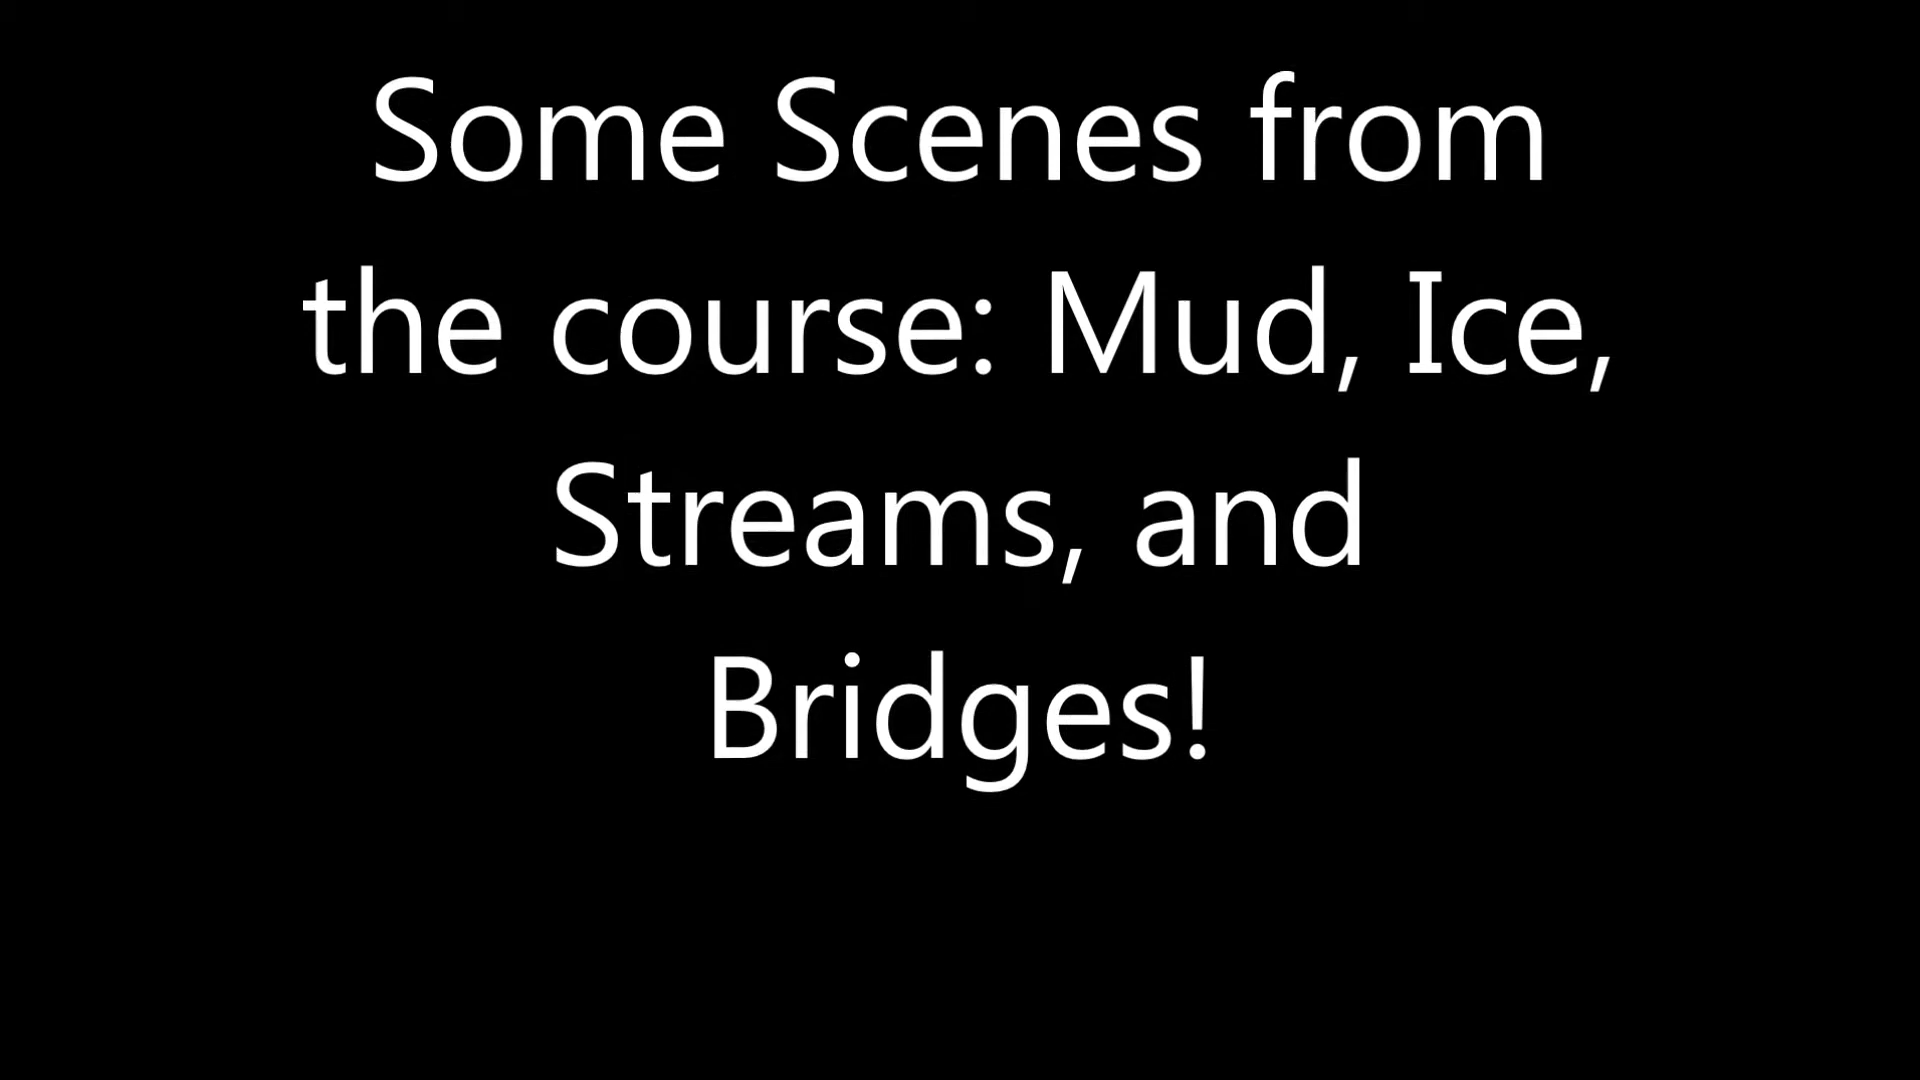 Some Scenes from
the course: Mud, Ice,
Streams, and
Bridges!